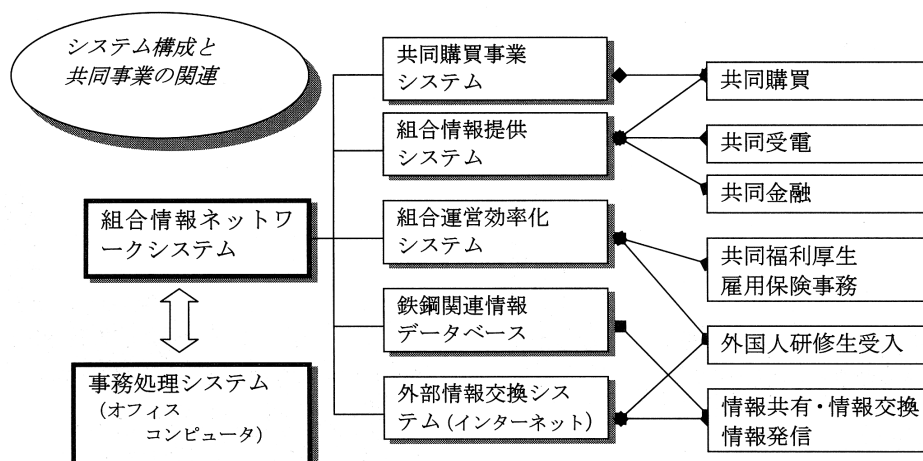 システム構成と
共同事業の関連
組合情報ネットワ
ークシステム
事務処理システム
(オフィス
コンピュータ)
共同購買事業
システム
組合情報提供
システム
組合運営効率化
システム
鉄鋼関連情報
データベース
外部情報交換シス
テム(インターネット)
共同購買
共同受電
共同金融
共同福利厚生
雇用保険事務
外国人研修生受入
情報共有・情報交換
情報発信